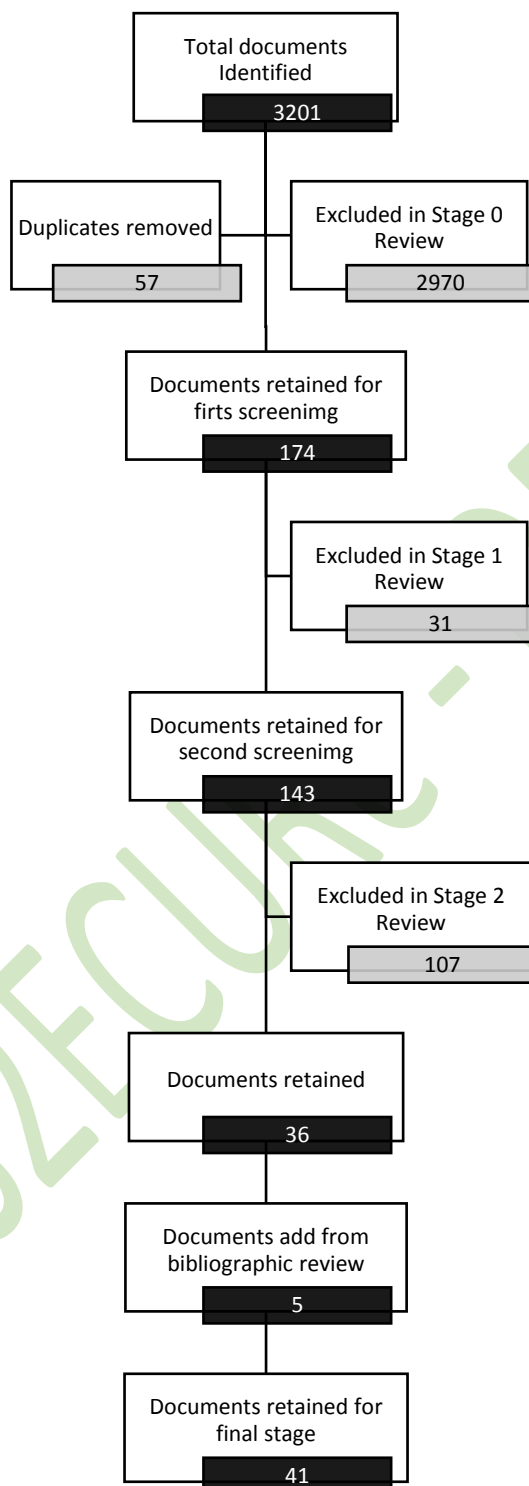 Total documents
Identified
3201
Duplicates removed
57
Excluded in Stage 0
Review
2970
Documents retained for
firts screenimg
174
Excluded in Stage 1
Review
31
Documents retained for
second screenimg
143
Excluded in Stage 2
Review
107
Documents retained
36
Documents add from
bibliographic review
5
Documents retained for
final stage
41